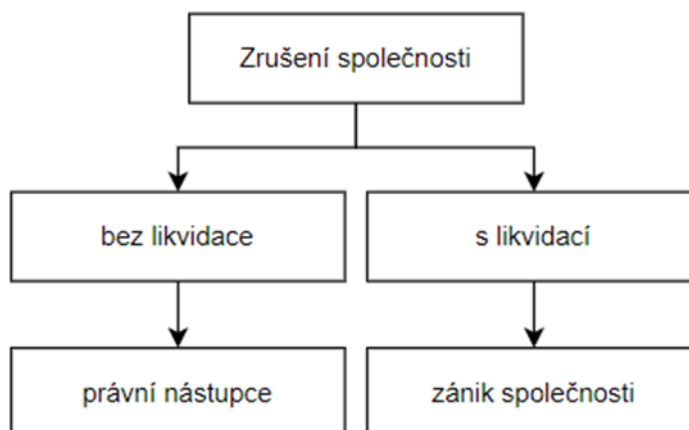 Zrušení společnosti
bez likvidace
s likvidací
právní nástupce
zánik společnosti